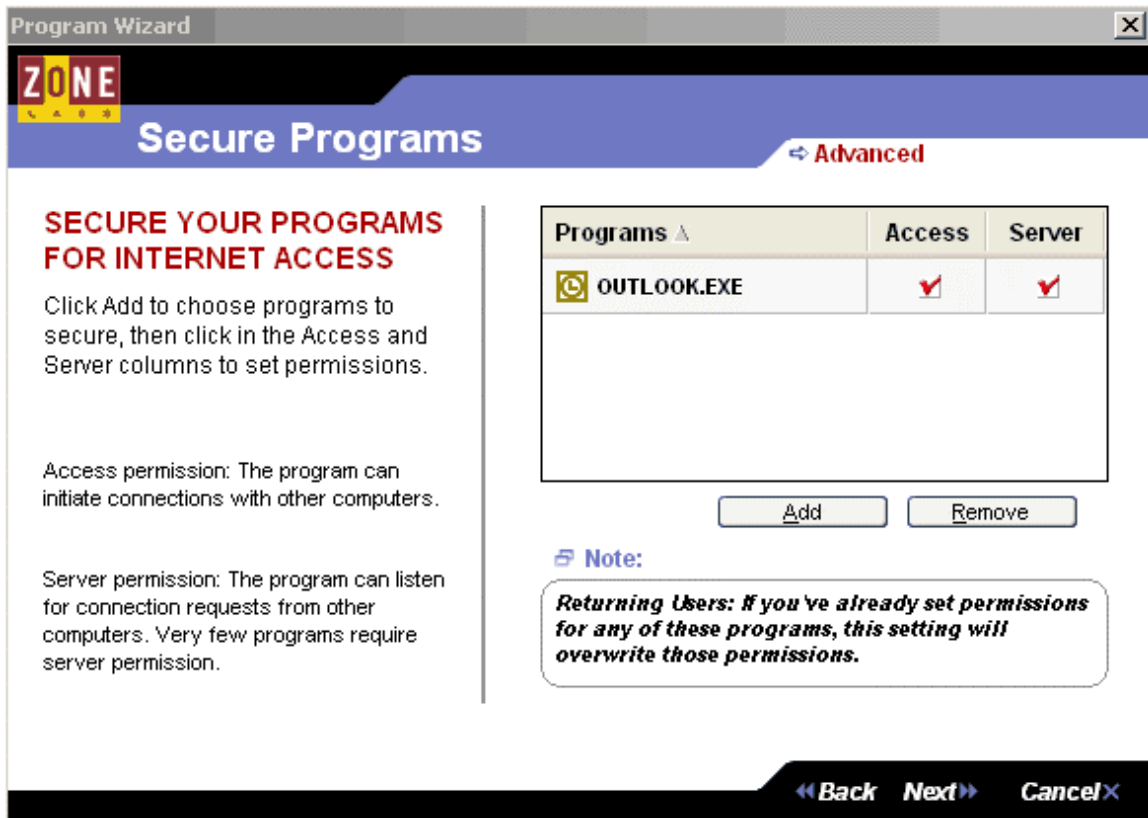 Program Wizard
ZONE
Secure Programs
Advanced
SECURE YOUR PROGRAMS
FOR INTERNET ACCESS
Click Add to choose programs to
secure, then click in the Access and
Server columns to set permissions.
Access permission: The program can
initiate connections with other computers.
Server permission: The program can listen
for connection requests from other
computers. Very few programs require
server permission.
Programs Access Server
OUTLOOK.EXE
Add Remove
Note:
Returning Users: If you've already set permissions
for any of these programs, this setting will
overwrite those permissions.
Back Next Cancel